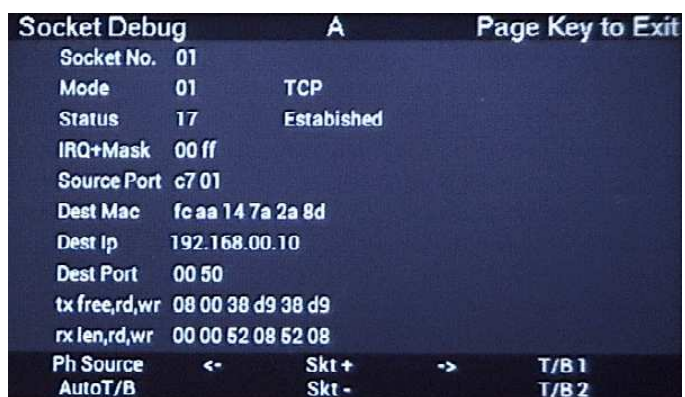 Socket Debug A Page Key to Exit
Socket No. 01
Mode 01 TCP
Status 17 Estabished
IRQ+Mask 00 ff
Source Port c7 01
Dest Mac fc aa 14 7a 2a 8d
Dest Ip 192.168.00.10
Dest Port 00 50
tx free,rd,wr 08 00 38 d9 38 d9
rx len,rd,wr 00 00 52 08 52 08
Ph Source <- Skt + -> T/B 1
AutoT/B Skt - T/B 2